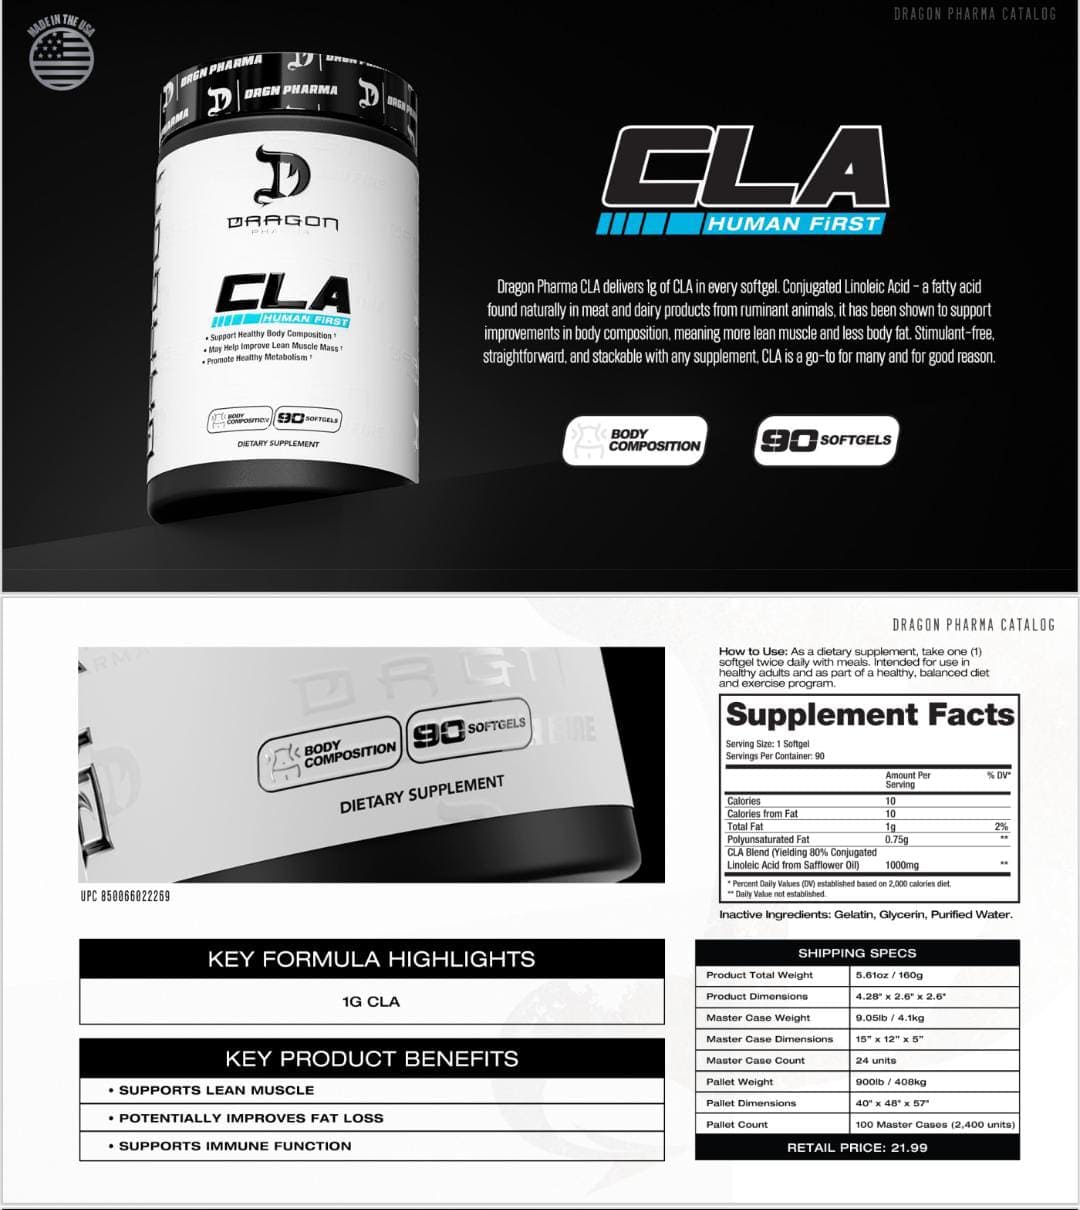 MADE IN THE USA
DRAGON PHARMA CATALOG
DRGN PHARMA
DRGN PHARMA
DRAGON
PHARMA
CLA
HUMAN FiRST
• Support Healthy Body Composition †
• May Help Improve Lean Muscle Mass †
• Promote Healthy Metabolism †
BODY COMPOSITION
90 SOFTGELS
DIETARY SUPPLEMENT
CLA
HUMAN FiRST
Dragon Pharma CLA delivers 1g of CLA in every softgel. Conjugated Linoleic Acid – a fatty acid
found naturally in meat and dairy products from ruminant animals, it has been shown to support
improvements in body composition, meaning more lean muscle and less body fat. Stimulant-free,
straightforward, and stackable with any supplement, CLA is a go-to for many and for good reason.
BODY
COMPOSITION
90 SOFTGELS
DRAGON PHARMA CATALOG
BODY
COMPOSITION
90 SOFTGELS
DIETARY SUPPLEMENT
UPC 850066022269
How to Use: As a dietary supplement, take one (1)
softgel twice daily with meals. Intended for use in
healthy adults and as part of a healthy, balanced diet
and exercise program.
Supplement Facts
Serving Size: 1 Softgel
Servings Per Container: 90
Amount Per Serving % DV*
Calories 10
Calories from Fat 10
Total Fat 1g 2%
Polyunsaturated Fat 0.75g **
CLA Blend (Yielding 80% Conjugated
Linoleic Acid from Safflower Oil) 1000mg **
* Percent Daily Values (DV) established based on 2,000 calories diet.
** Daily Value not established.
Inactive Ingredients: Gelatin, Glycerin, Purified Water.
KEY FORMULA HIGHLIGHTS
1G CLA
KEY PRODUCT BENEFITS
• SUPPORTS LEAN MUSCLE
• POTENTIALLY IMPROVES FAT LOSS
• SUPPORTS IMMUNE FUNCTION
SHIPPING SPECS
Product Total Weight 5.61oz / 160g
Product Dimensions 4.28" x 2.6" x 2.6"
Master Case Weight 9.05lb / 4.1kg
Master Case Dimensions 15” x 12” x 5”
Master Case Count 24 units
Pallet Weight 900lb / 408kg
Pallet Dimensions 40" x 48" x 57"
Pallet Count 100 Master Cases (2,400 units)
RETAIL PRICE: 21.99